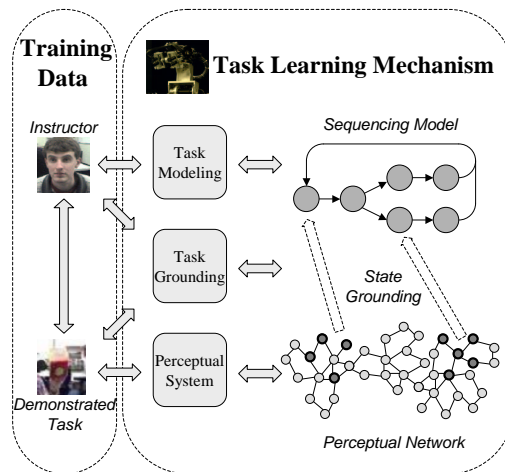 Training
Data
Task Learning Mechanism
Instructor
Sequencing Model
Task
Modeling
Task
Grounding
State
Grounding
Perceptual
System
Demonstrated
Task
Perceptual Network